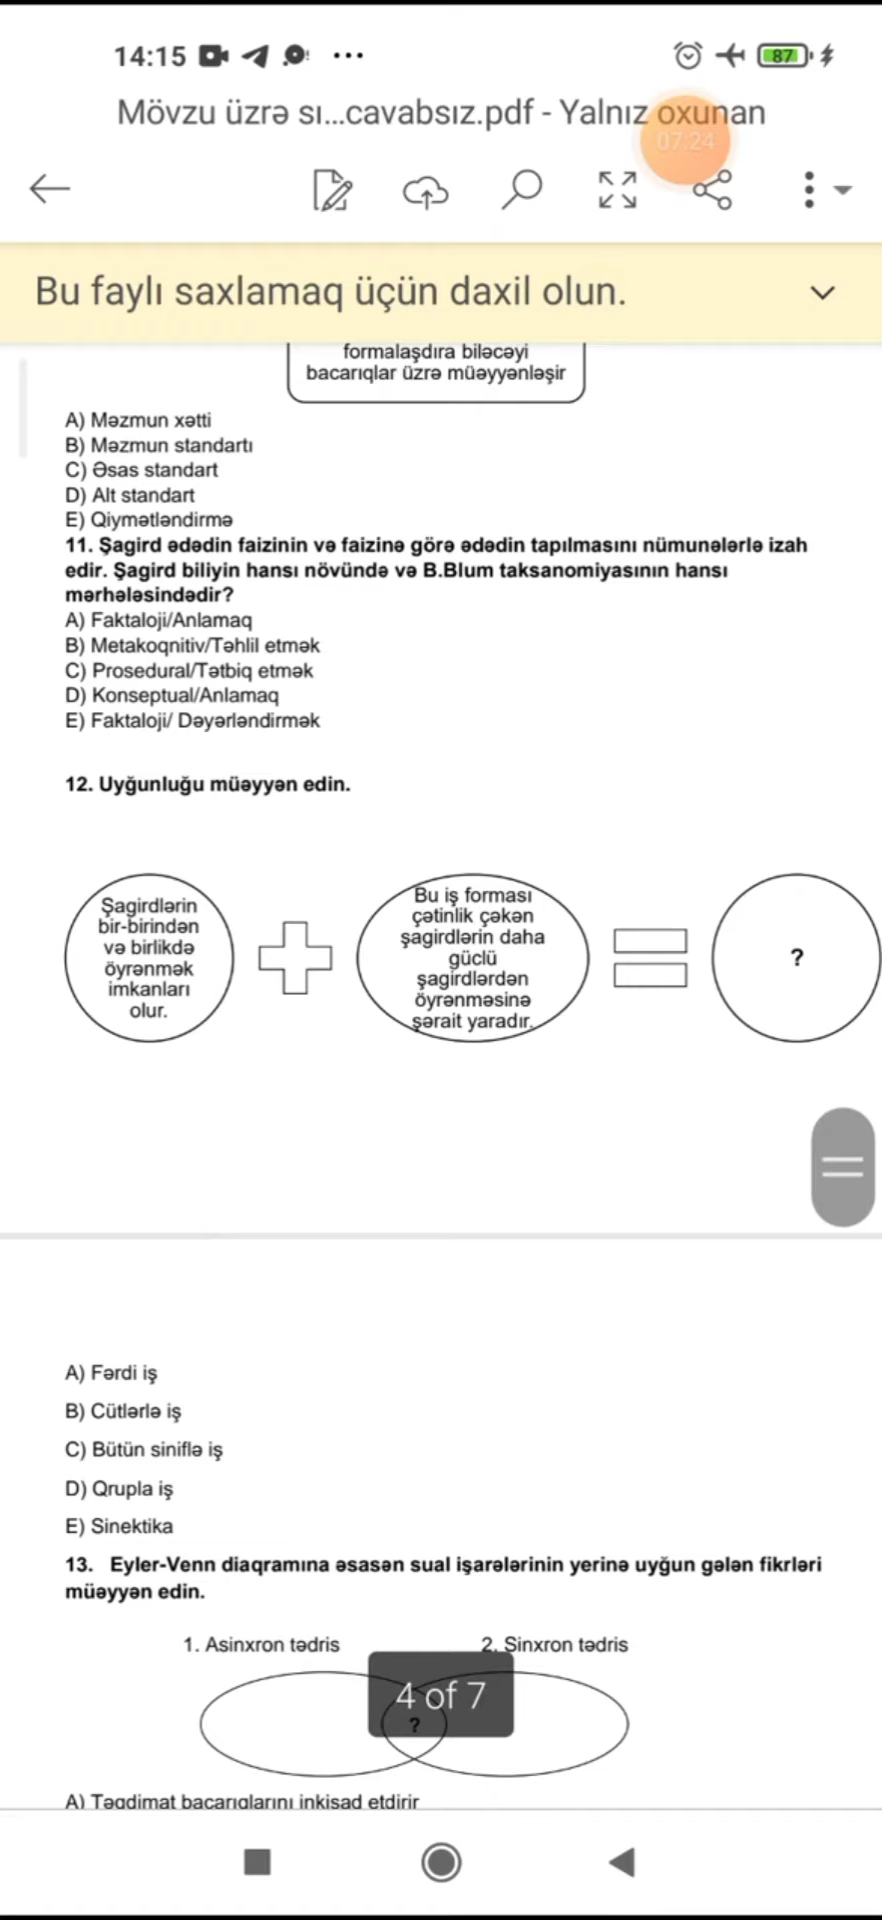 14:15
87
Mövzu üzrə sı...cavabsız.pdf - Yalnız oxunan
07:24
Bu faylı saxlamaq üçün daxil olun.
formalaşdıra biləcəyi
bacarıqlar üzrə müəyyənləşir
A) Məzmun xətti
B) Məzmun standartı
C) Əsas standart
D) Alt standart
E) Qiymətləndirmə
11. Şagird ədədin faizinin və faizinə görə ədədin tapılmasını nümunələrlə izah
edir. Şagird biliyin hansı növündə və B.Blum taksanomiyasının hansı
mərhələsindədir?
A) Faktaloji/Anlamaq
B) Metakoqnitiv/Təhlil etmək
C) Prosedural/Tətbiq etmək
D) Konseptual/Anlamaq
E) Faktaloji/ Dəyərləndirmək
12. Uyğunluğu müəyyən edin.
Şagirdlərin
bir-birindən
və birlikdə
öyrənmək
imkanları
olur.
Bu iş forması
çətinlik çəkən
şagirdlərin daha
güclü
şagirdlərdən
öyrənməsinə
şərait yaradır.
?
A) Fərdi iş
B) Cütlərlə iş
C) Bütün siniflə iş
D) Qrupla iş
E) Sinektika
13. Eyler-Venn diaqramına əsasən sual işarələrinin yerinə uyğun gələn fikrləri
müəyyən edin.
1. Asinxron tədris
2. Sinxron tədris
4 of 7
?
A) Təqdimat bacarıqlarını inkişad etdirir